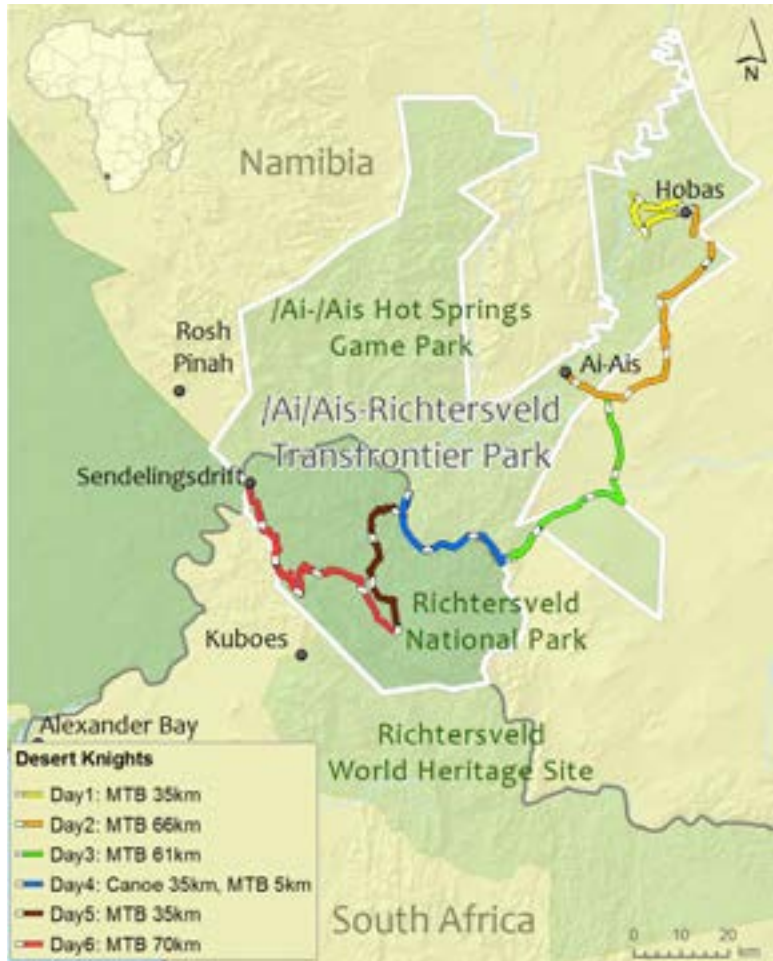 N
Namibia
Hobas
/Ai-/Ais Hot Springs
Game Park
Rosh
Pinah
Ai-Ais
/Ai/Ais-Richtersveld
Transfrontier Park
Sendelingsdrift
Richtersveld
National Park
Kuboes
Alexander Bay
Richtersveld
World Heritage Site
Desert Knights
Day1: MTB 35km
Day2: MTB 66km
Day3: MTB 61km
Day4: Canoe 35km, MTB 5km
Day5: MTB 35km
Day6: MTB 70km
South Africa
0 10 20
km